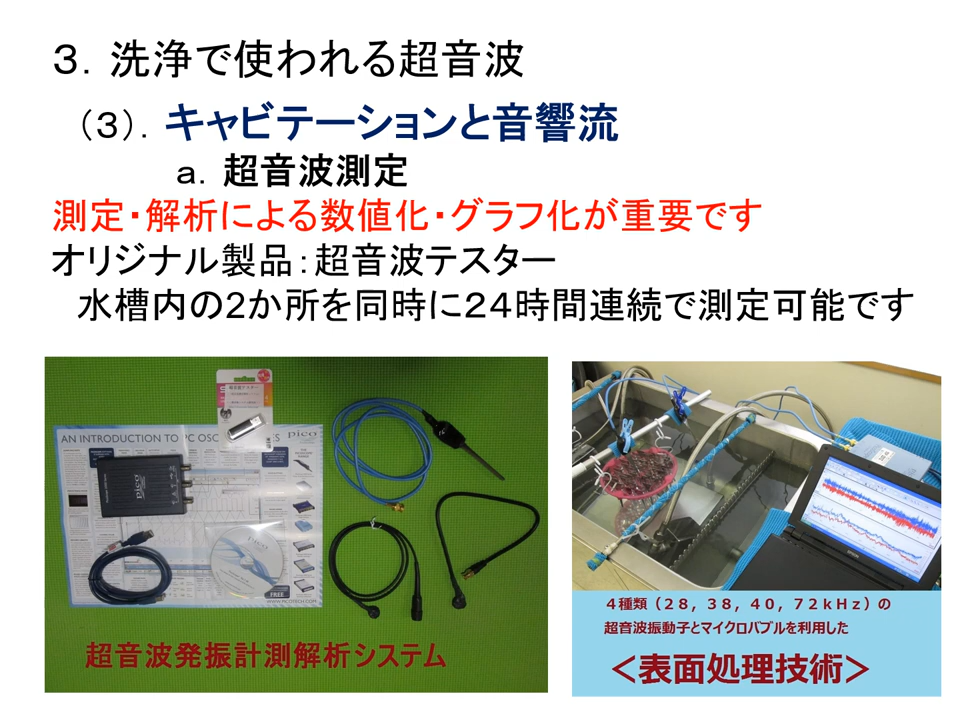 ３．洗浄で使われる超音波
（３）．キャビテーションと音響流
ａ．超音波測定
測定・解析による数値化・グラフ化が重要です
オリジナル製品：超音波テスター
水槽内の2か所を同時に２４時間連続で測定可能です
AN INTRODUCTION TO PC
pico
pico
FREE
超音波発振計測解析システム
４種類（２８，３８，４０，７２ｋＨｚ）の
超音波振動子とマイクロバブルを利用した
＜表面処理技術＞